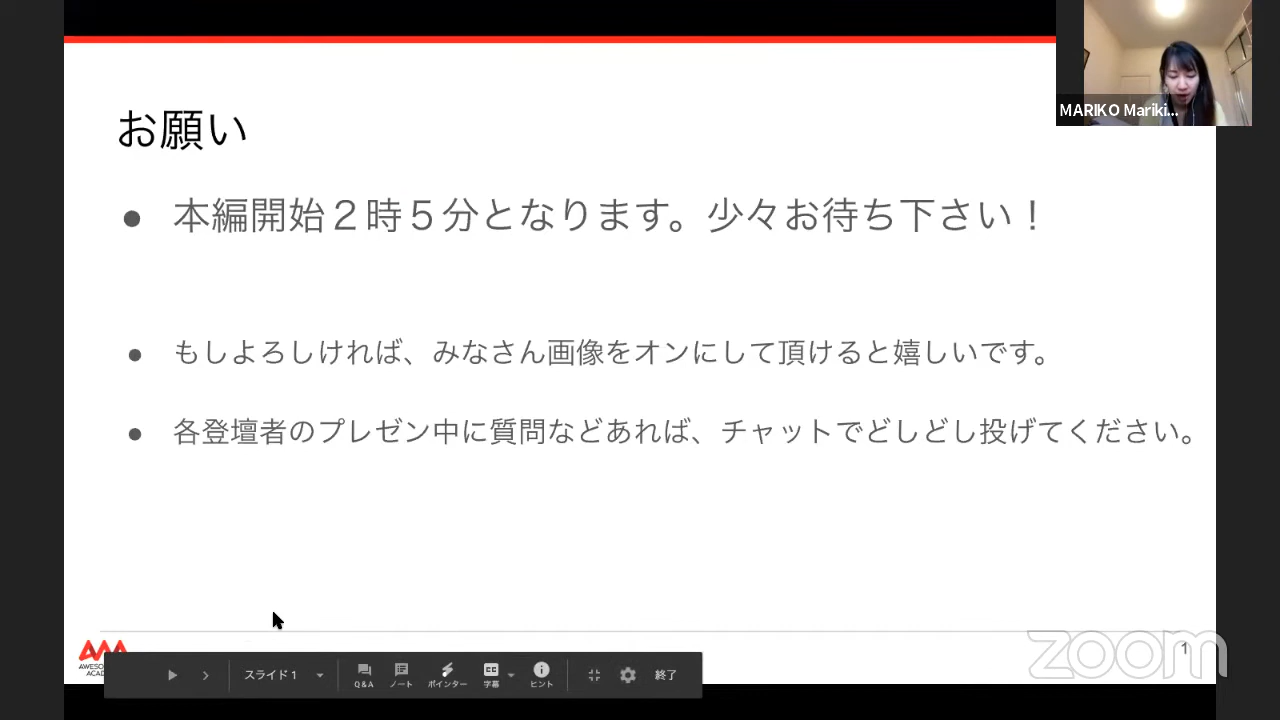 MARIKO Mariki...
お願い
● 本編開始２時５分となります。少々お待ち下さい！
● もしよろしければ、みなさん画像をオンにして頂けると嬉しいです。
● 各登壇者のプレゼン中に質問などあれば、チャットでどしどし投げてください。
スライド 1
Q&A
ノート
ポインター
字幕
ヒント
終了
zoom
1